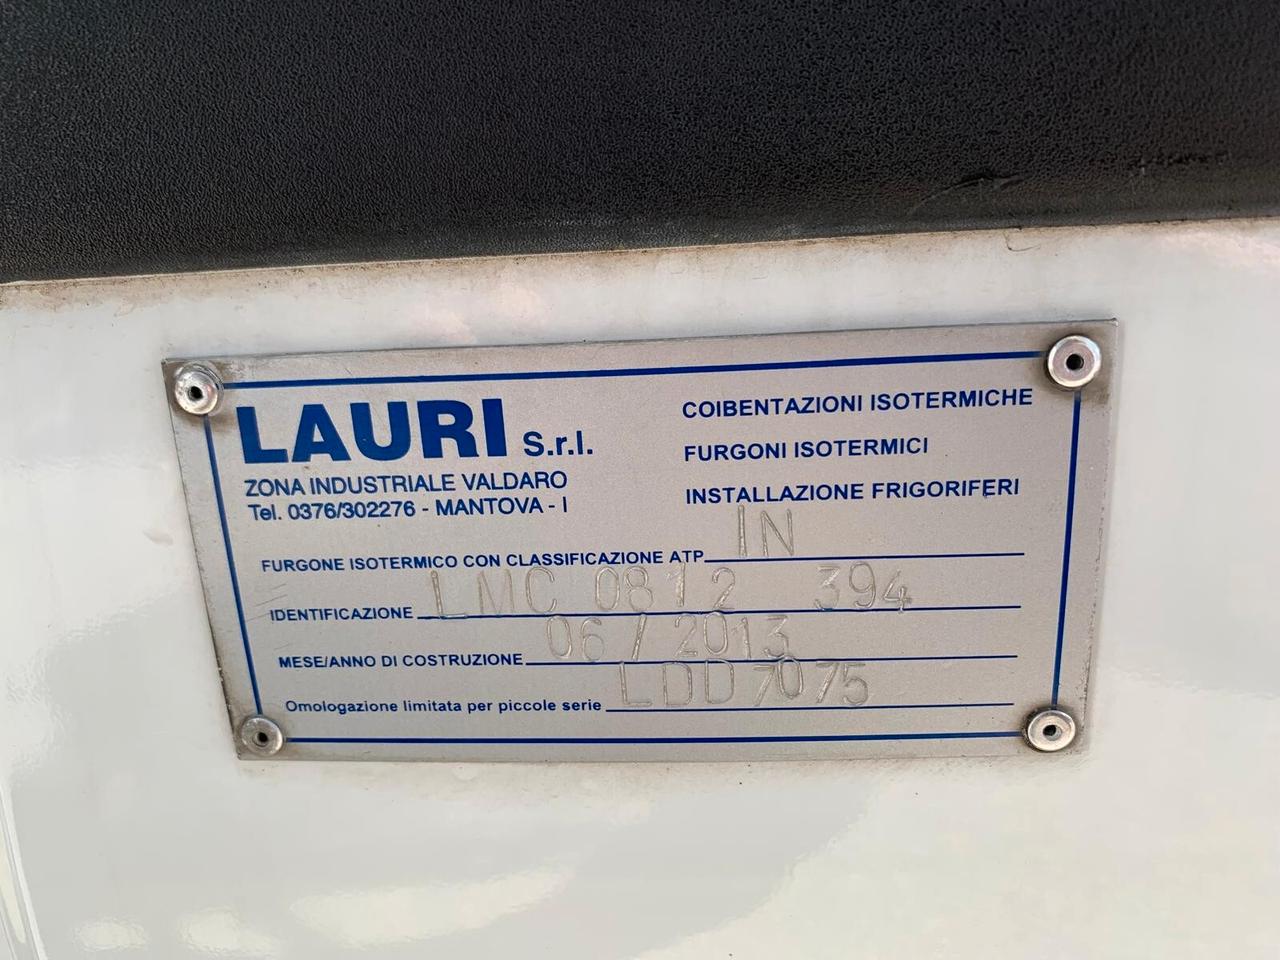 LAURI S.r.l.
ZONA INDUSTRIALE VALDARO
Tel. 0376/302276 - MANTOVA - I
COIBENTAZIONI ISOTERMICHE
FURGONI ISOTERMICI
INSTALLAZIONE FRIGORIFERI
FURGONE ISOTERMICO CON CLASSIFICAZIONE ATP IN
IDENTIFICAZIONE LMC 0812 394
MESE/ANNO DI COSTRUZIONE 06/2013
Omologazione limitata per piccole serie LDD7075